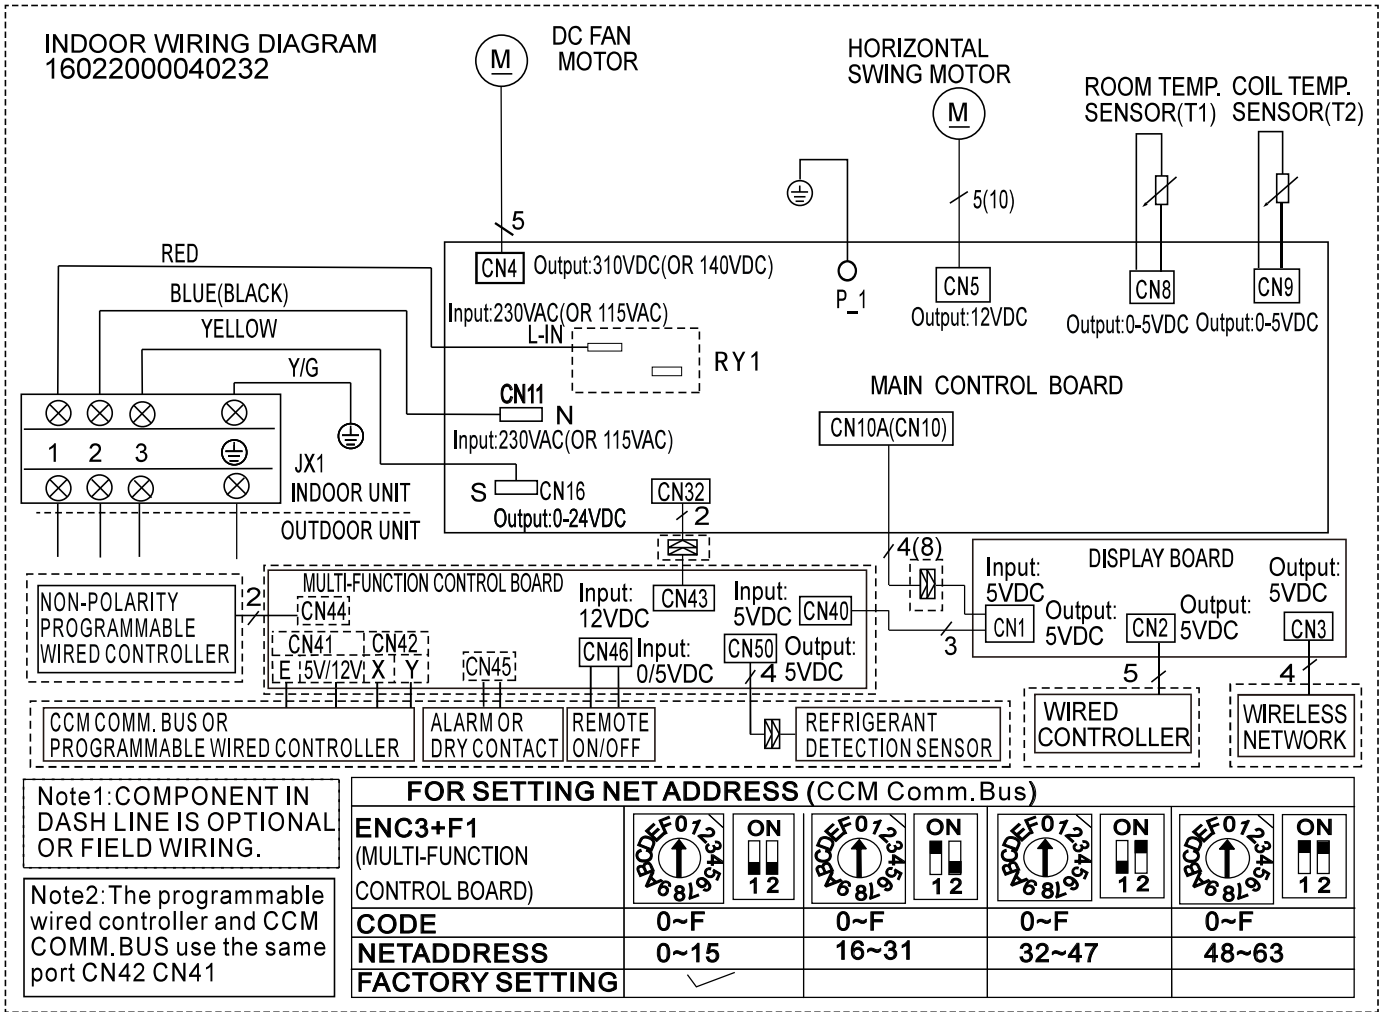 INDOOR WIRING DIAGRAM
16022000040232
DC FAN
MOTOR
M
HORIZONTAL
SWING MOTOR
M
ROOM TEMP.
SENSOR(T1)
COIL TEMP.
SENSOR(T2)
5
5(10)
RED
BLUE(BLACK)
YELLOW
Y/G
CN4
Output:310VDC(OR 140VDC)
P_1
CN5
Output:12VDC
CN8
Output:0-5VDC
CN9
Output:0-5VDC
Input:230VAC(OR 115VAC)
L-IN
RY1
MAIN CONTROL BOARD
CN11
N
Input:230VAC(OR 115VAC)
CN10A(CN10)
1 2 3
JX1
INDOOR UNIT
OUTDOOR UNIT
S
CN16
Output:0-24VDC
CN32
2
4(8)
NON-POLARITY
PROGRAMMABLE
WIRED CONTROLLER
2
MULTI-FUNCTION CONTROL BOARD
CN44
CN41
CN42
E
5V/12V
X
Y
CN45
Input:
12VDC
CN43
Input:
5VDC
CN40
CN46
Input:
0/5VDC
CN50
Output:
5VDC
4
3
DISPLAY BOARD
Input:
5VDC
CN1
Output:
5VDC
CN2
Output:
5VDC
Output:
5VDC
CN3
5
4
CCM COMM. BUS OR
PROGRAMMABLE WIRED CONTROLLER
ALARM OR
DRY CONTACT
REMOTE
ON/OFF
REFRIGERANT
DETECTION SENSOR
WIRED
CONTROLLER
WIRELESS
NETWORK
Note1:COMPONENT IN
DASH LINE IS OPTIONAL
OR FIELD WIRING.
Note2:The programmable
wired controller and CCM
COMM.BUS use the same
port CN42 CN41
FOR SETTING NET ADDRESS (CCM Comm.Bus)
ENC3+F1
(MULTI-FUNCTION
CONTROL BOARD)
0123456789ABCDEF
ON
1 2
0123456789ABCDEF
ON
1 2
0123456789ABCDEF
ON
1 2
0123456789ABCDEF
ON
1 2
CODE 0~F 0~F 0~F 0~F
NETADDRESS 0~15 16~31 32~47 48~63
FACTORY SETTING